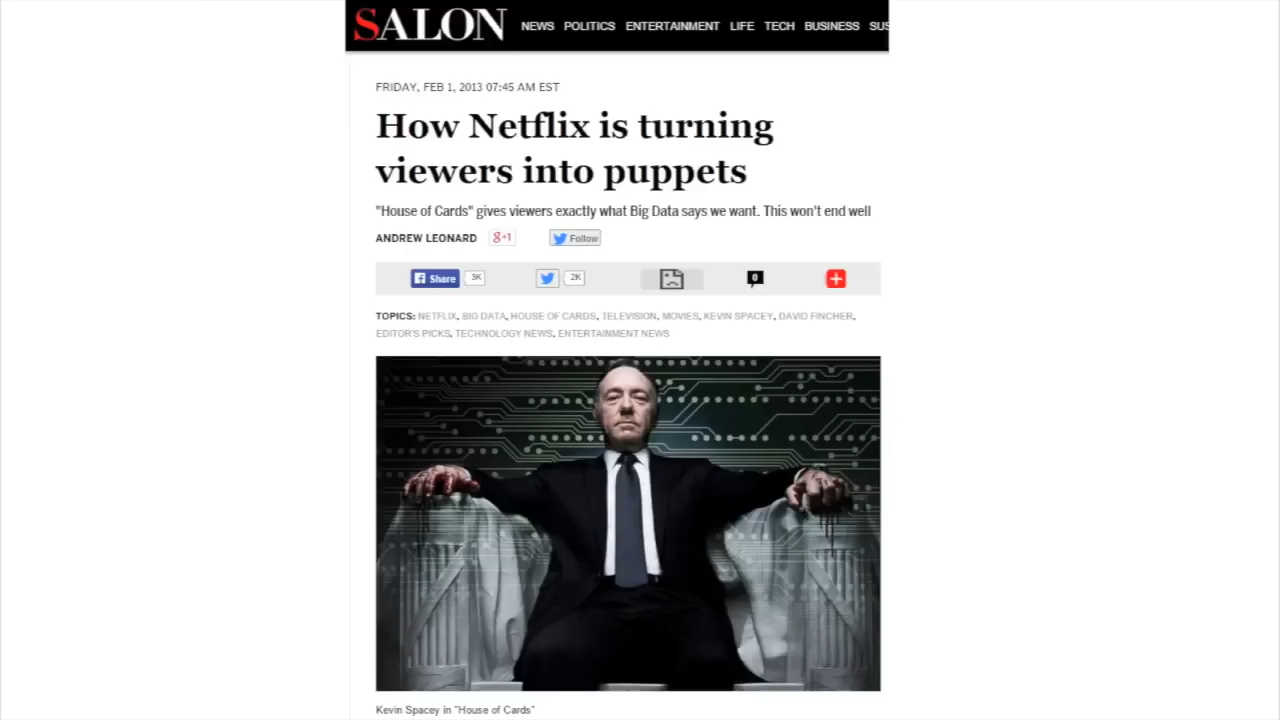 SALON NEWS POLITICS ENTERTAINMENT LIFE TECH BUSINESS SUS
FRIDAY, FEB 1, 2013 07:45 AM EST
How Netflix is turning
viewers into puppets
"House of Cards" gives viewers exactly what Big Data says we want. This won't end well
ANDREW LEONARD g+1 Follow
Share 3K 2K 0
TOPICS: NETFLIX, BIG DATA, HOUSE OF CARDS, TELEVISION, MOVIES, KEVIN SPACEY, DAVID FINCHER,
EDITOR'S PICKS, TECHNOLOGY NEWS, ENTERTAINMENT NEWS
Kevin Spacey in "House of Cards"